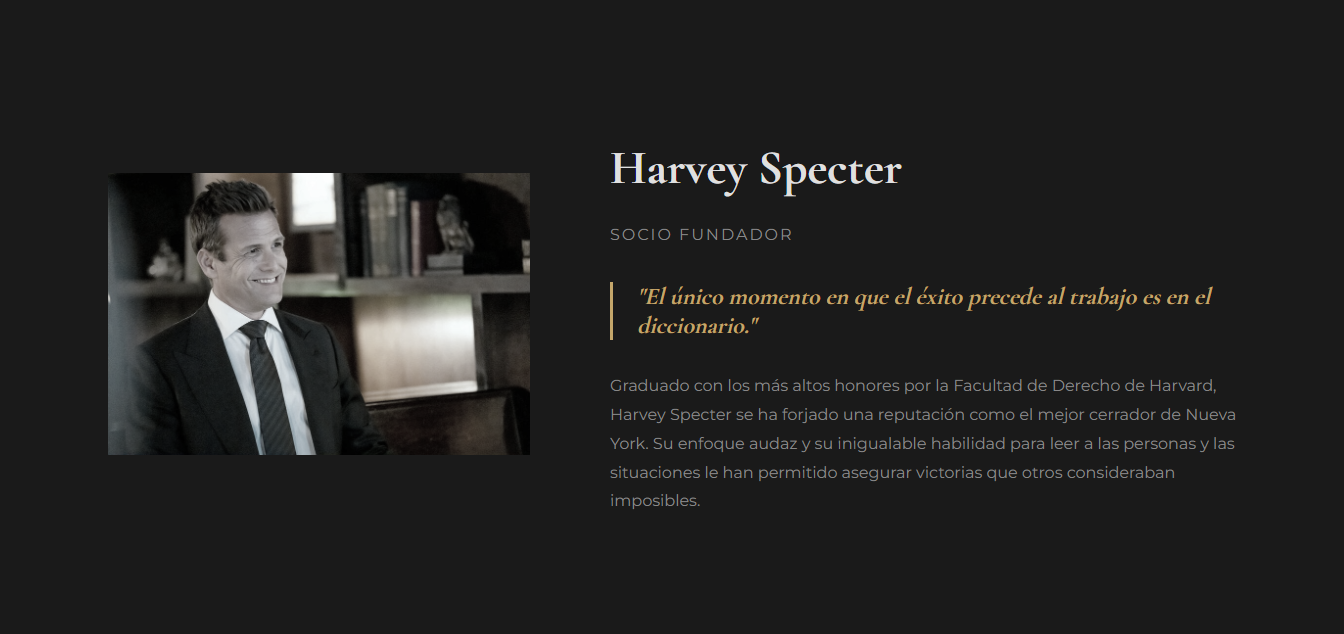 Harvey Specter
SOCIO FUNDADOR
"El único momento en que el éxito precede al trabajo es en el
diccionario."
Graduado con los más altos honores por la Facultad de Derecho de Harvard,
Harvey Specter se ha forjado una reputación como el mejor cerrador de Nueva
York. Su enfoque audaz y su inigualable habilidad para leer a las personas y las
situaciones le han permitido asegurar victorias que otros consideraban
imposibles.